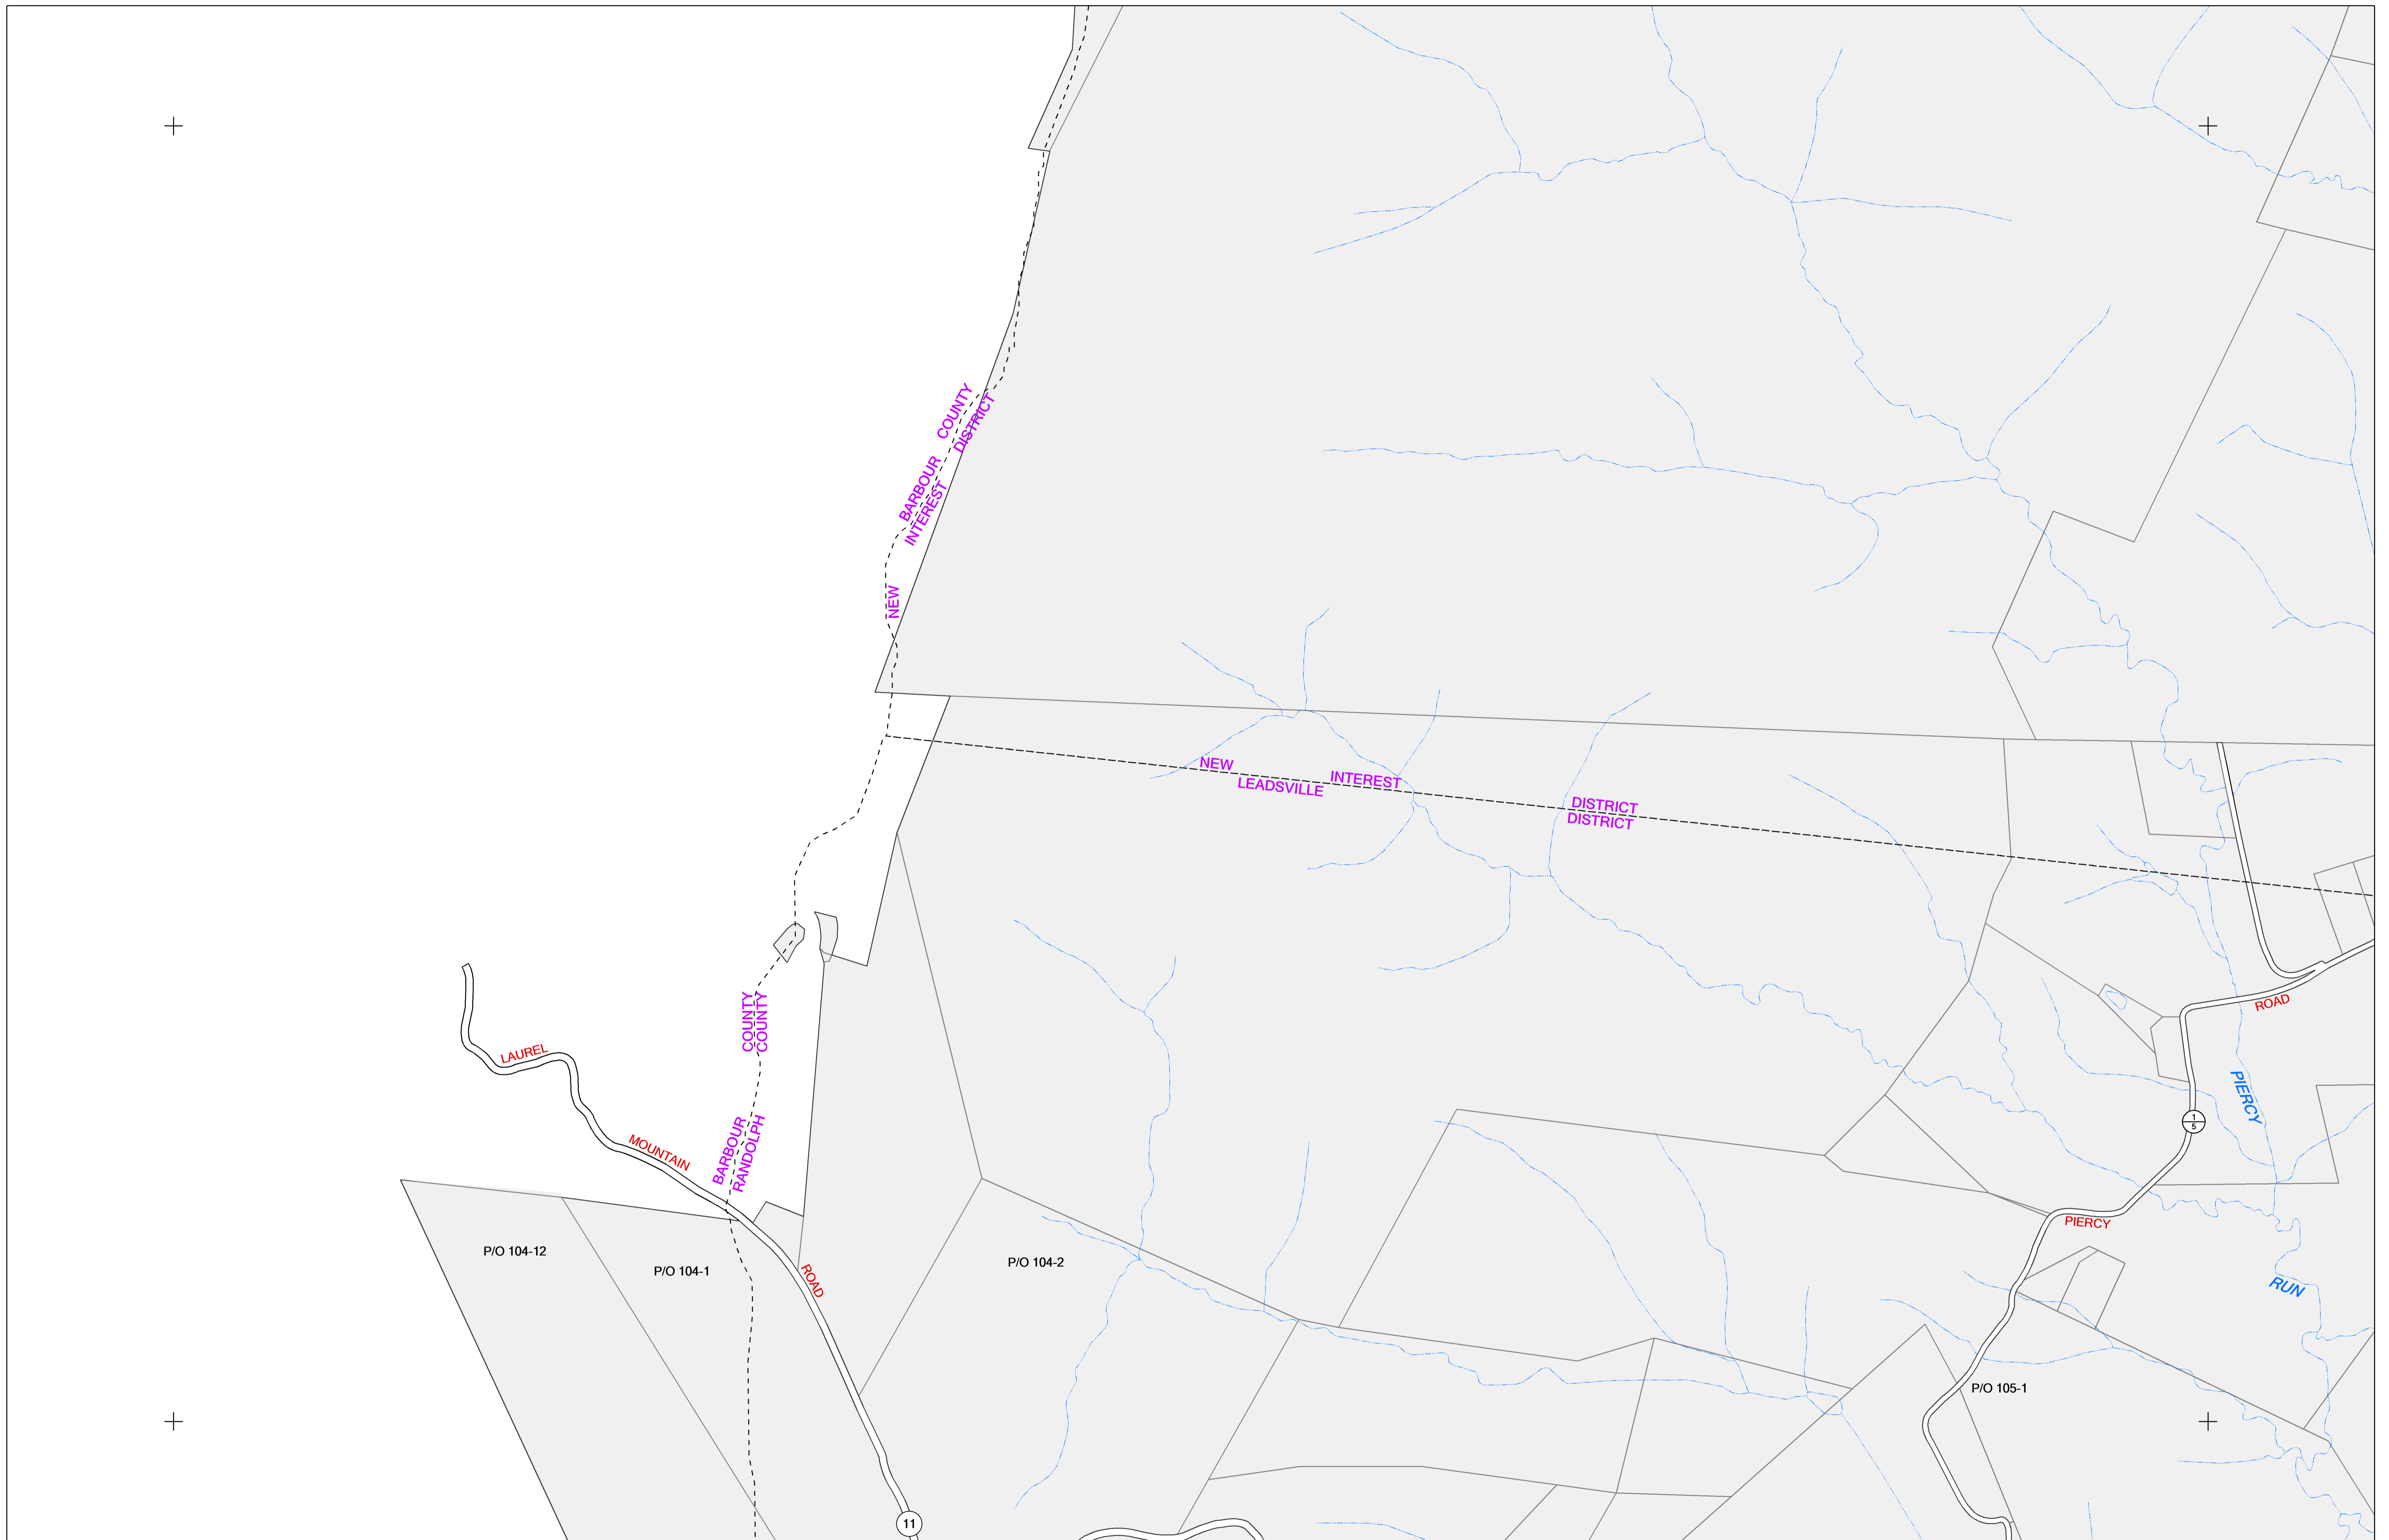 BARBOUR COUNTY
NEW INTEREST DISTRICT
NEW INTEREST DISTRICT
LEADSVILLE DISTRICT
BARBOUR COUNTY
RANDOLPH COUNTY
LAUREL MOUNTAIN ROAD
ROAD
PIERCY
PIERCY RUN
1
5
P/O 104-12
P/O 104-1
P/O 104-2
P/O 105-1
11